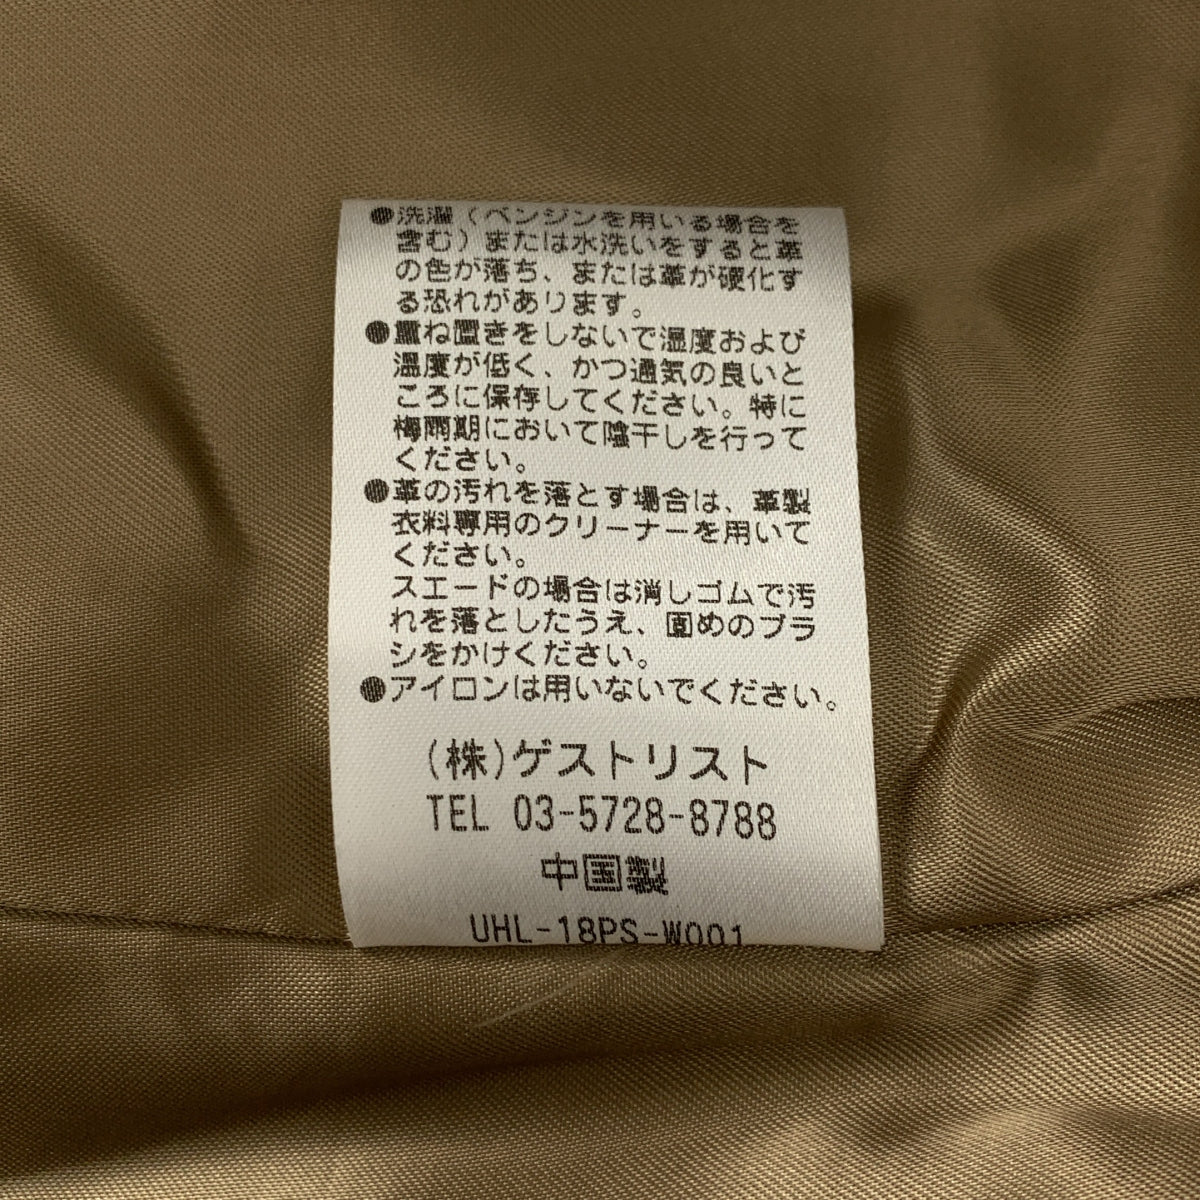 ●洗濯(ベンジンを用いる場合を
含む)または水洗いをすると革
の色が落ち、または革が硬化す
る恐れがあります。
●重ね置きをしないで湿度および
温度が低く、かつ通気の良いと
ころに保存してください。特に
梅雨期において陰干しを行って
ください。
●革の汚れを落とす場合は、革製
衣料専用のクリーナーを用いて
ください。
スエードの場合は消しゴムで汚
れを落としたうえ、固めのブラ
シをかけください。
●アイロンは用いないでください。
(株)ゲストリスト
TEL 03-5728-8788
中国製
UHL-18PS-W001